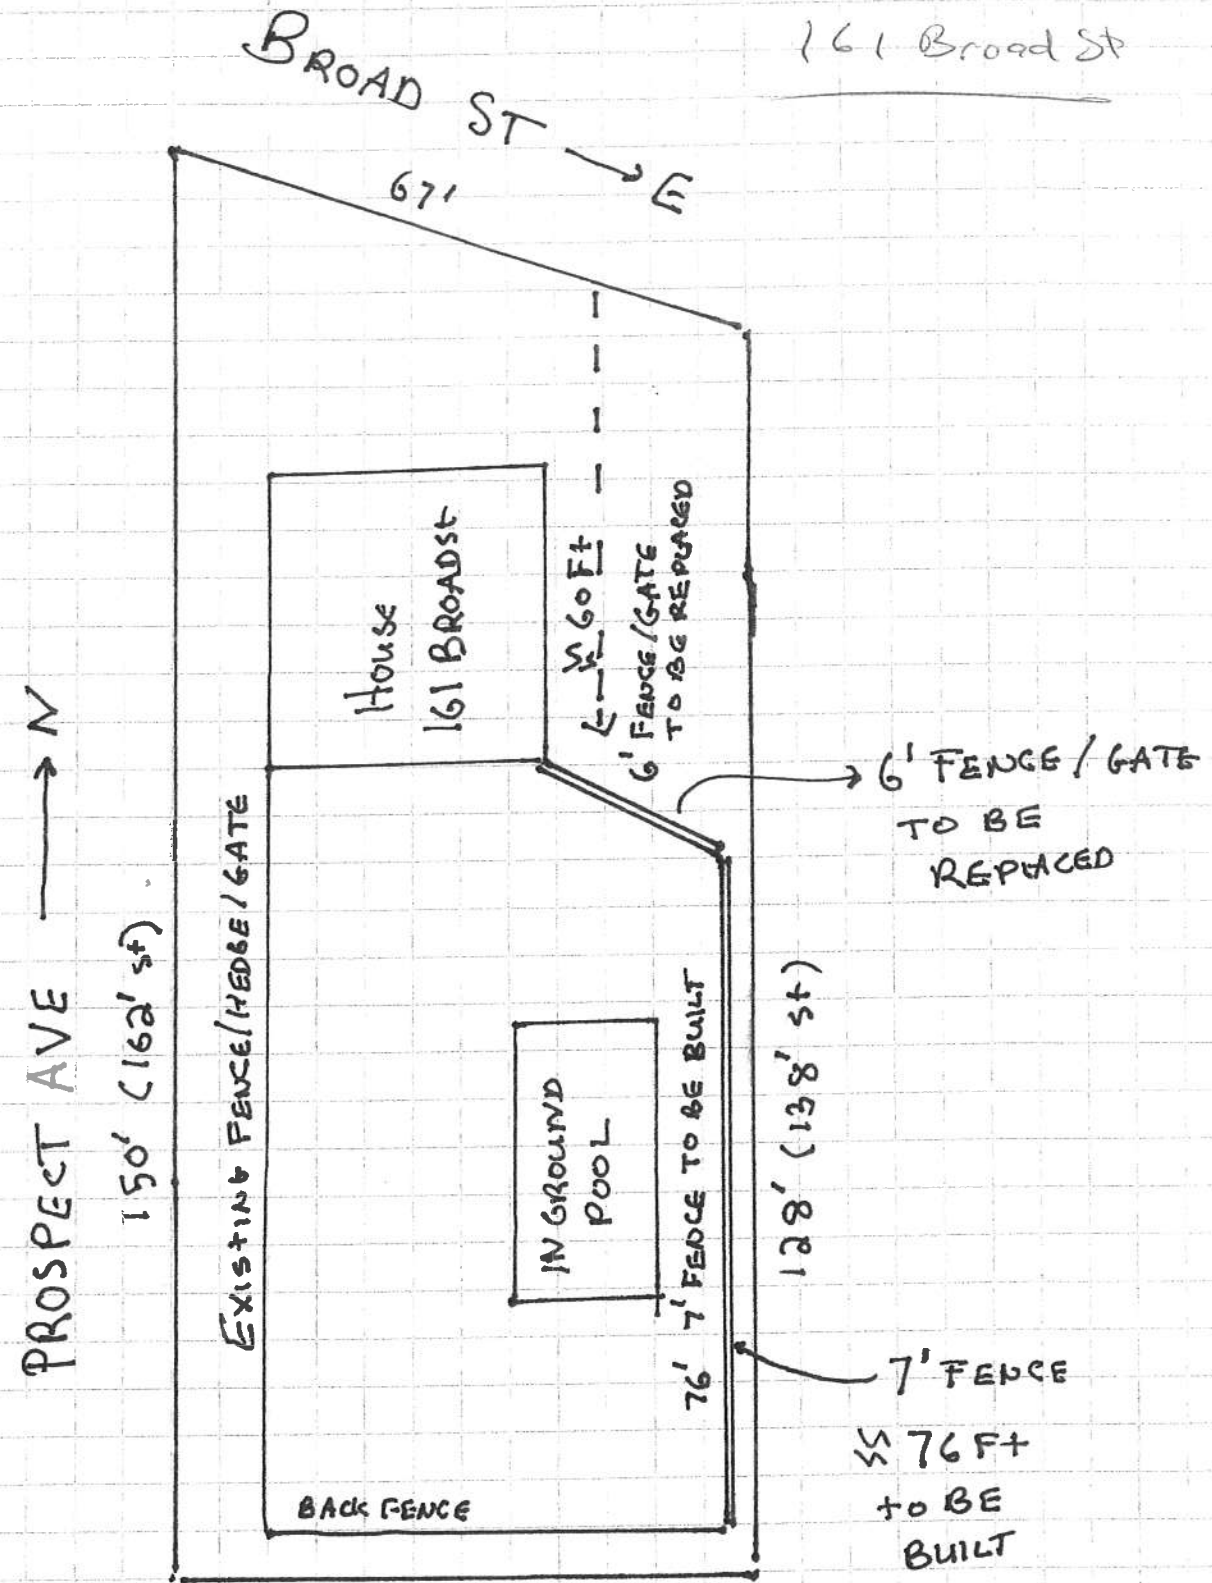 161 Broad St
BROAD ST → E
67'
HOUSE
161 BROAD St
≈ 60 Ft
6' FENCE/GATE
TO BE REPLACED
→ 6' FENCE / GATE
TO BE
REPLACED
PROSPECT AVE → N
150' (162' st)
EXISTING FENCE/HEDGE/GATE
IN GROUND
POOL
76' 7' FENCE TO BE BUILT
128' (138' st)
7' FENCE
≈ 76 Ft
to BE
BUILT
BACK FENCE